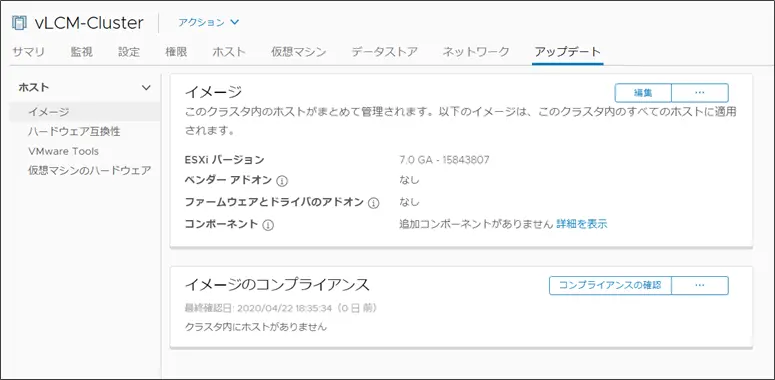 vLCM-Cluster
アクション
サマリ 監視 設定 権限 ホスト 仮想マシン データストア ネットワーク アップデート
ホスト
イメージ
ハードウェア互換性
VMware Tools
仮想マシンのハードウェア
イメージ
編集 ...
このクラスタ内のホストがまとめて管理されます。以下のイメージは、このクラスタ内のすべてのホストに適用
されます。
ESXi バージョン 7.0 GA - 15843807
ベンダー アドオン なし
ファームウェアとドライバのアドオン なし
コンポーネント 追加コンポーネントがありません 詳細を表示
イメージのコンプライアンス
コンプライアンスの確認 ...
最終確認日: 2020/04/22 18:35:34（0 日 前）
クラスタ内にホストがありません